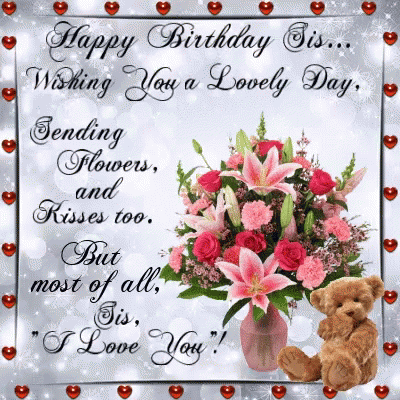 Happy Birthday Sis...
Wishing You a Lovely Day,
Sending
Flowers,
and
Kisses too.
But
most of all,
Sis,
"I Love You"!